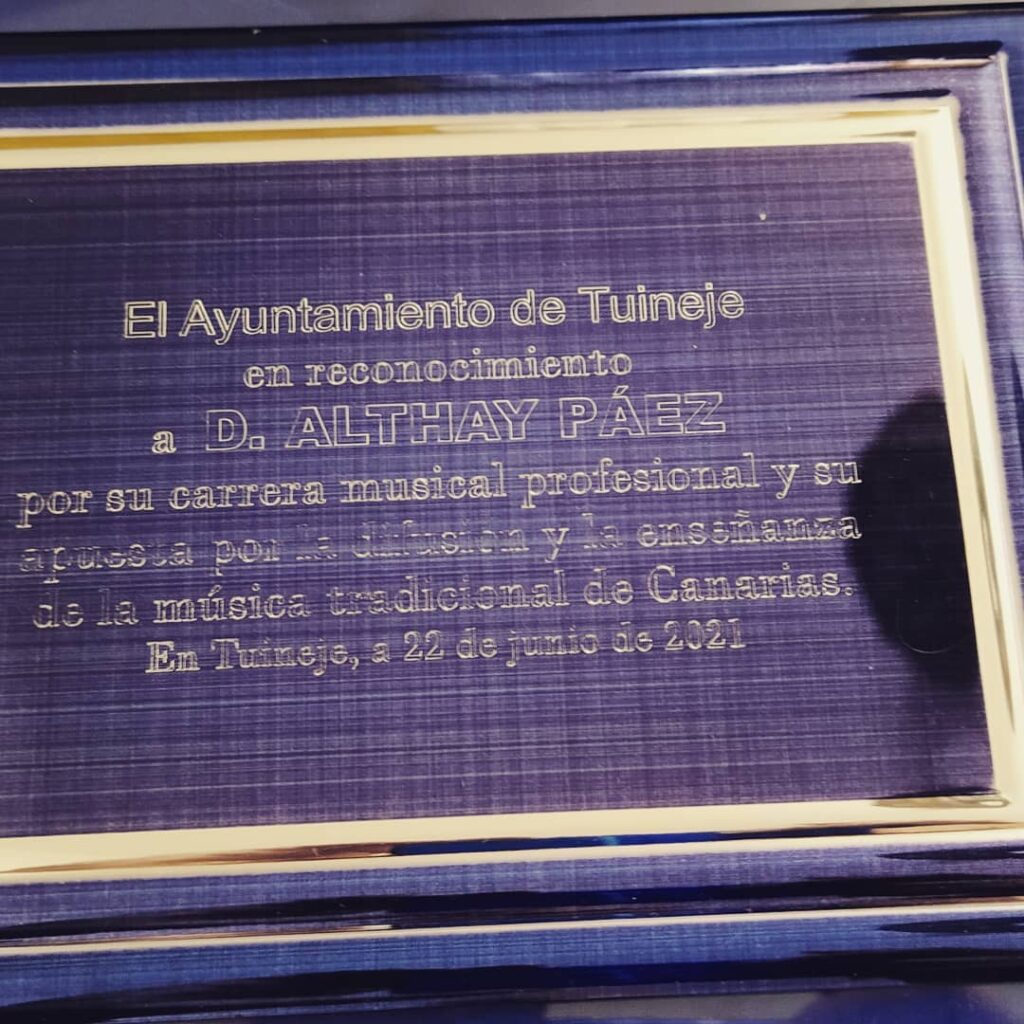 El Ayuntamiento de Tuineje
en reconocimiento
a D. ALTHAY PÁEZ
por su carrera musical profesional y su
apuesta por la difusión y la enseñanza
de la música tradicional de Canarias.
En Tuineje, a 22 de junio de 2021